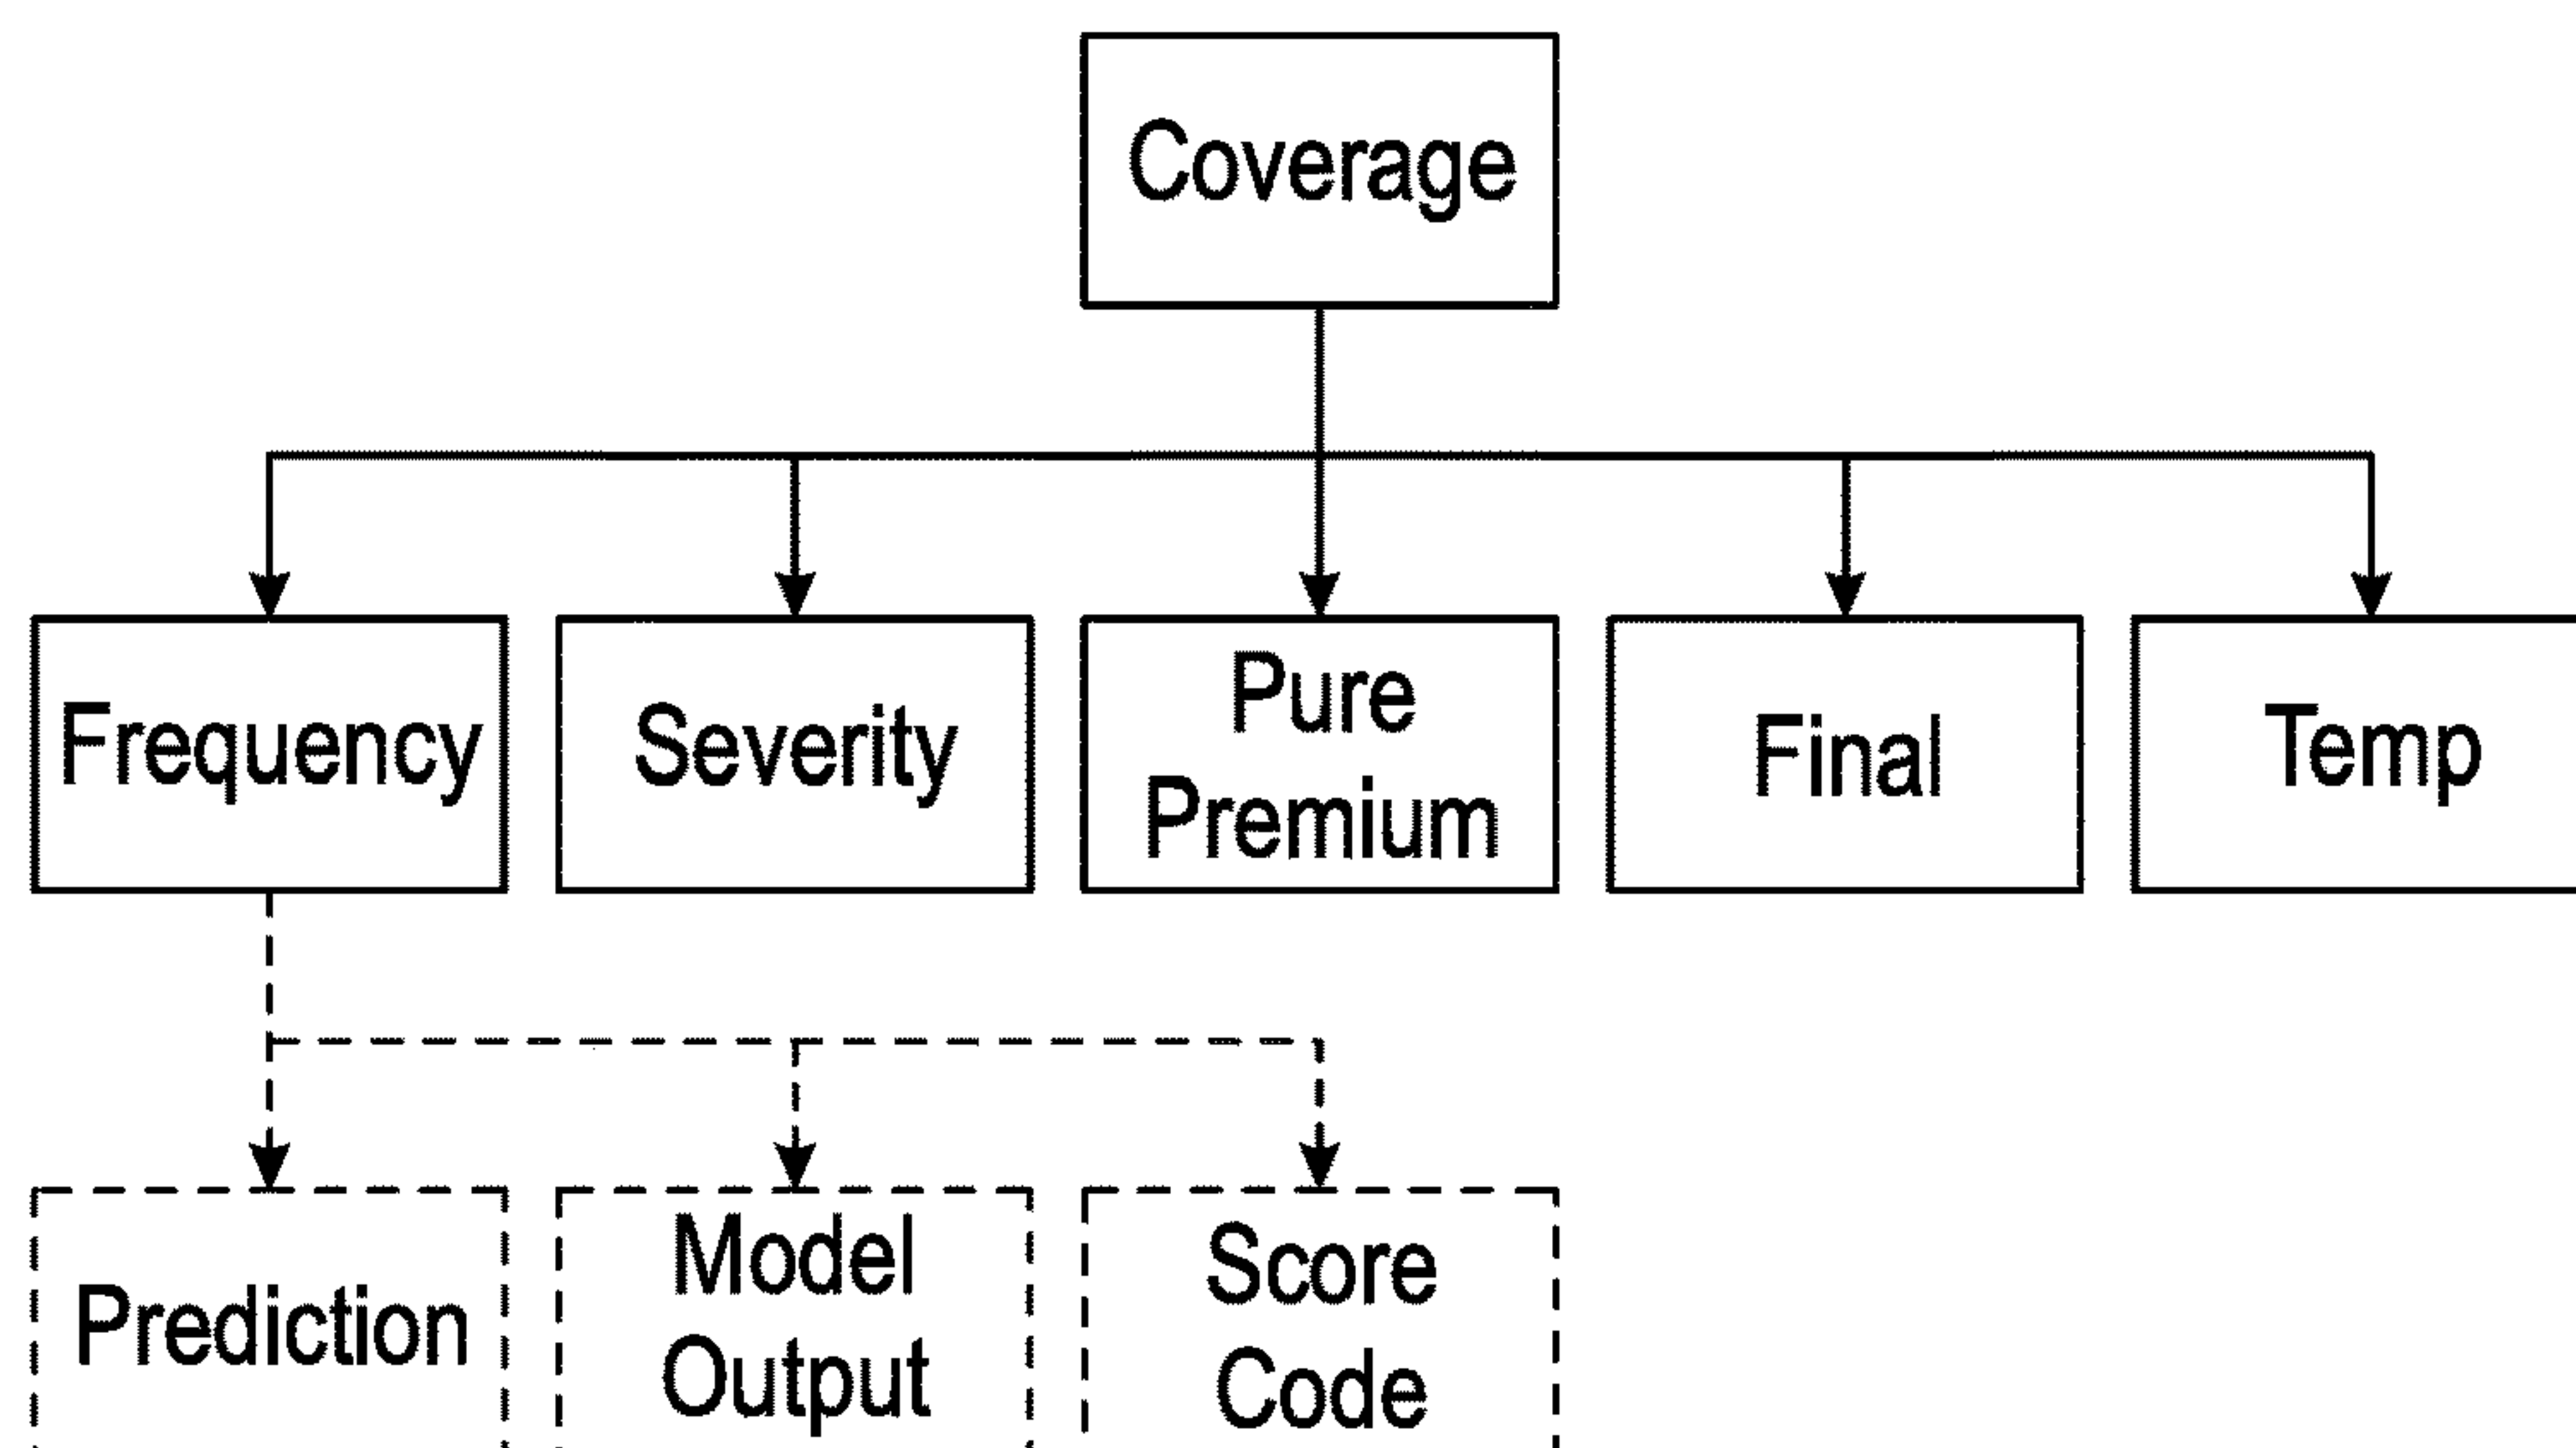 Coverage
Frequency
Severity
Pure
Premium
Final
Temp
Prediction
Model
Output
Score
Code